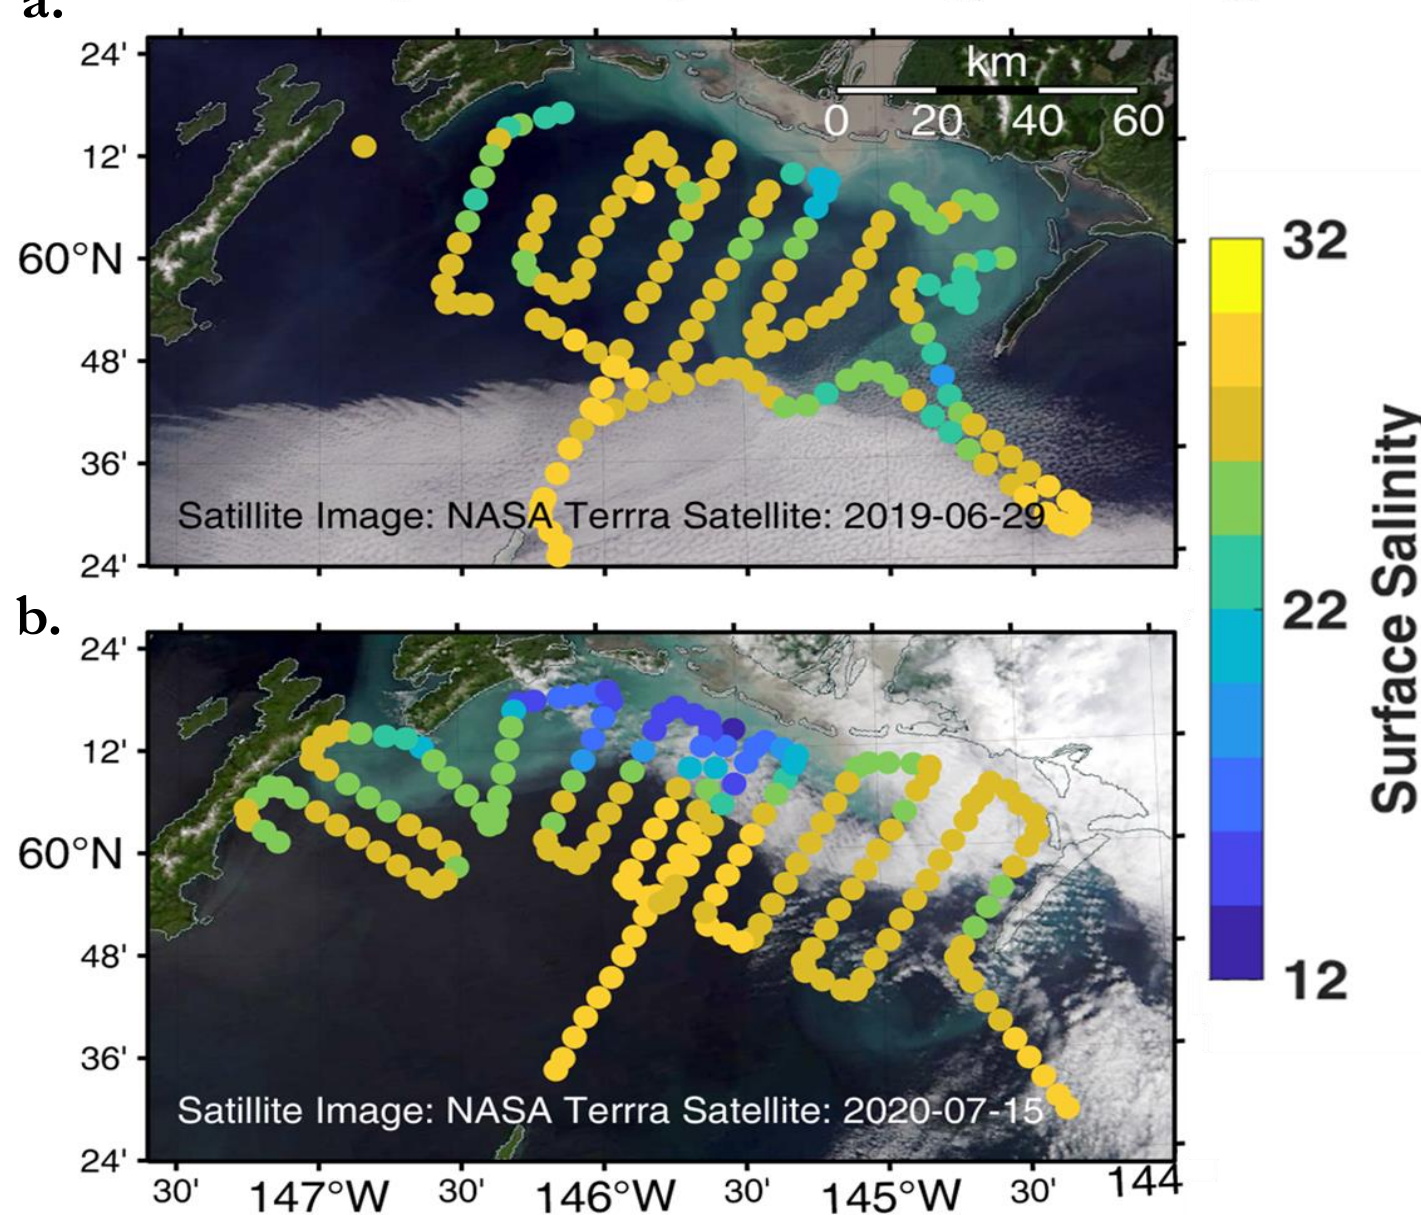 a.
24'
12'
60°N
48'
36'
24'
km
0 20 40 60
Satillite Image: NASA Terrra Satellite: 2019-06-29
b.
24'
12'
60°N
48'
36'
24'
Satillite Image: NASA Terrra Satellite: 2020-07-15
30' 147°W 30' 146°W 30' 145°W 30' 144
32
22
12
Surface Salinity